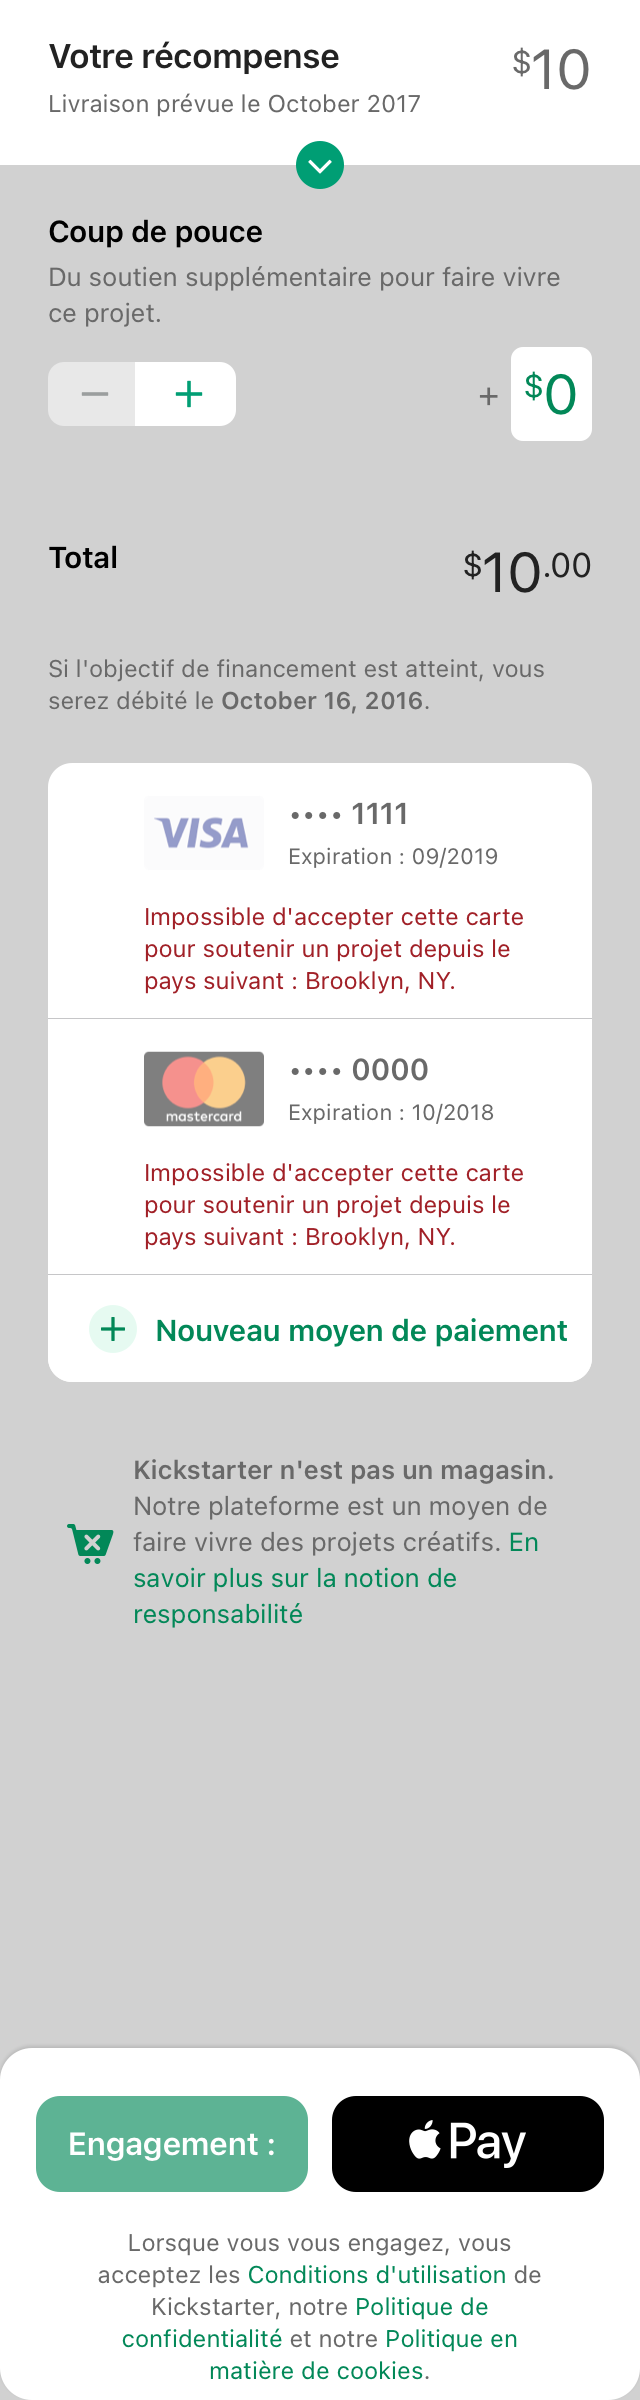 Votre récompense
$10
Livraison prévue le October 2017
Coup de pouce
Du soutien supplémentaire pour faire vivre
ce projet.
+ $0
Total
$10.00
Si l'objectif de financement est atteint, vous
serez débité le October 16, 2016.
VISA
•••• 1111
Expiration : 09/2019
Impossible d'accepter cette carte
pour soutenir un projet depuis le
pays suivant : Brooklyn, NY.
mastercard
•••• 0000
Expiration : 10/2018
Impossible d'accepter cette carte
pour soutenir un projet depuis le
pays suivant : Brooklyn, NY.
Nouveau moyen de paiement
Kickstarter n'est pas un magasin.
Notre plateforme est un moyen de
faire vivre des projets créatifs. En
savoir plus sur la notion de
responsabilité
Engagement :
Pay
Lorsque vous vous engagez, vous
acceptez les Conditions d'utilisation de
Kickstarter, notre Politique de
confidentialité et notre Politique en
matière de cookies.